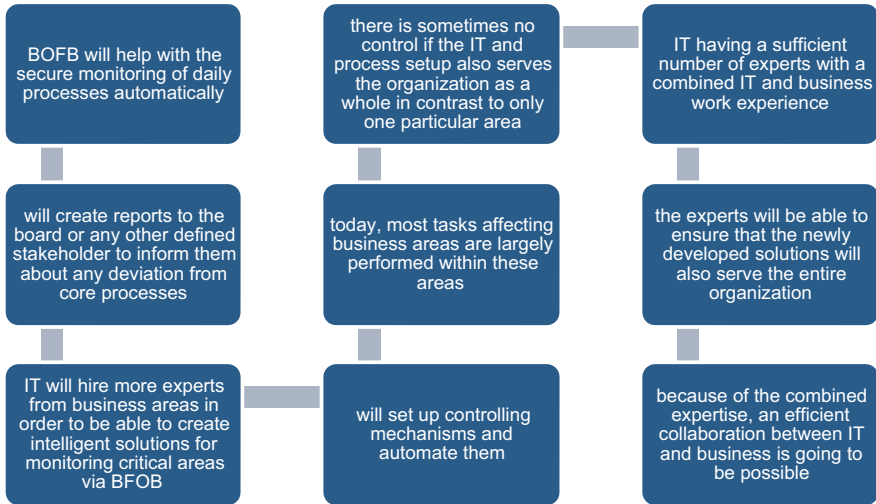 BOFB will help with the
secure monitoring of daily
processes automatically
will create reports to the
board or any other defined
stakeholder to inform them
about any deviation from
core processes
IT will hire more experts
from business areas in
order to be able to create
intelligent solutions for
monitoring critical areas
via BFOB
will set up controlling
mechanisms and
automate them
today, most tasks affecting
business areas are largely
performed within these
areas
there is sometimes no
control if the IT and
process setup also serves
the organization as a
whole in contrast to only
one particular area
IT having a sufficient
number of experts with a
combined IT and business
work experience
the experts will be able to
ensure that the newly
developed solutions will
also serve the entire
organization
because of the combined
expertise, an efficient
collaboration between IT
and business is going to
be possible